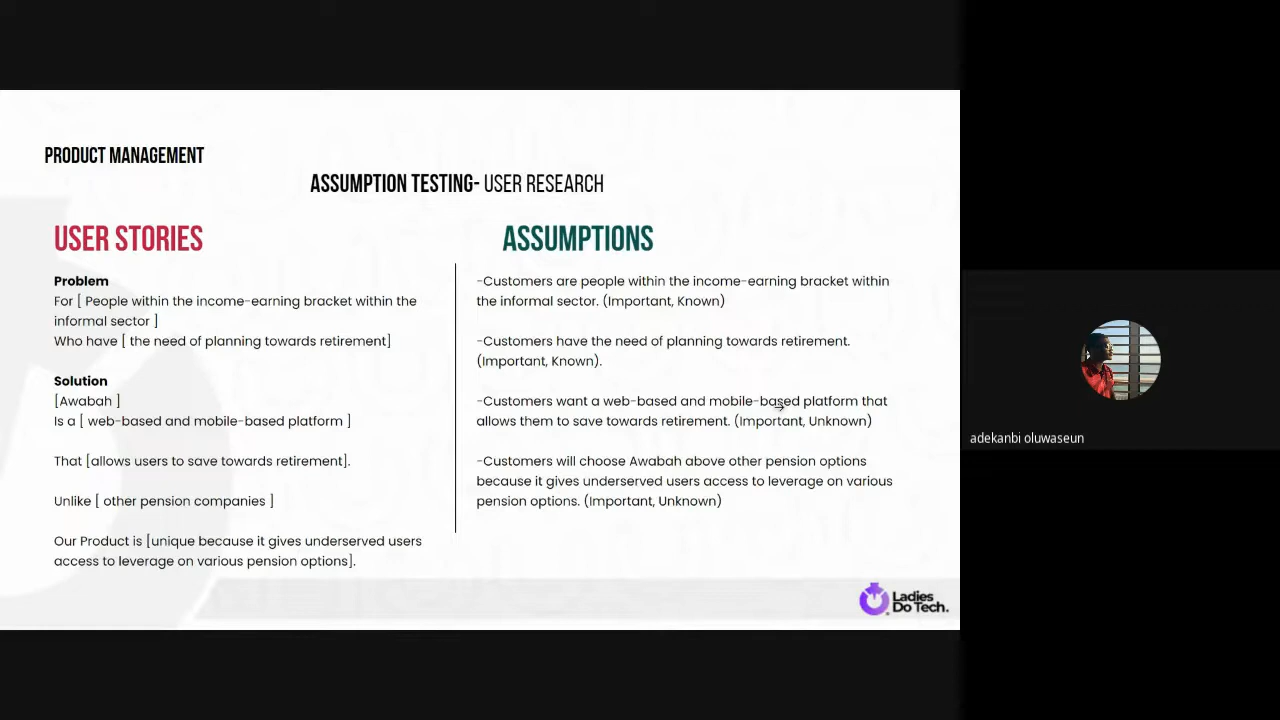 PRODUCT MANAGEMENT
ASSUMPTION TESTING- USER RESEARCH
USER STORIES
Problem
For [ People within the income-earning bracket within the
informal sector ]
Who have [ the need of planning towards retirement]
Solution
[Awabah ]
Is a [ web-based and mobile-based platform ]
That [allows users to save towards retirement].
Unlike [ other pension companies ]
Our Product is [unique because it gives underserved users
access to leverage on various pension options].
ASSUMPTIONS
-Customers are people within the income-earning bracket within
the informal sector. (Important, Known)
-Customers have the need of planning towards retirement.
(Important, Known).
-Customers want a web-based and mobile-based platform that
allows them to save towards retirement. (Important, Unknown)
-Customers will choose Awabah above other pension options
because it gives underserved users access to leverage on various
pension options. (Important, Unknown)
Ladies
Do Tech.
adekanbi oluwaseun